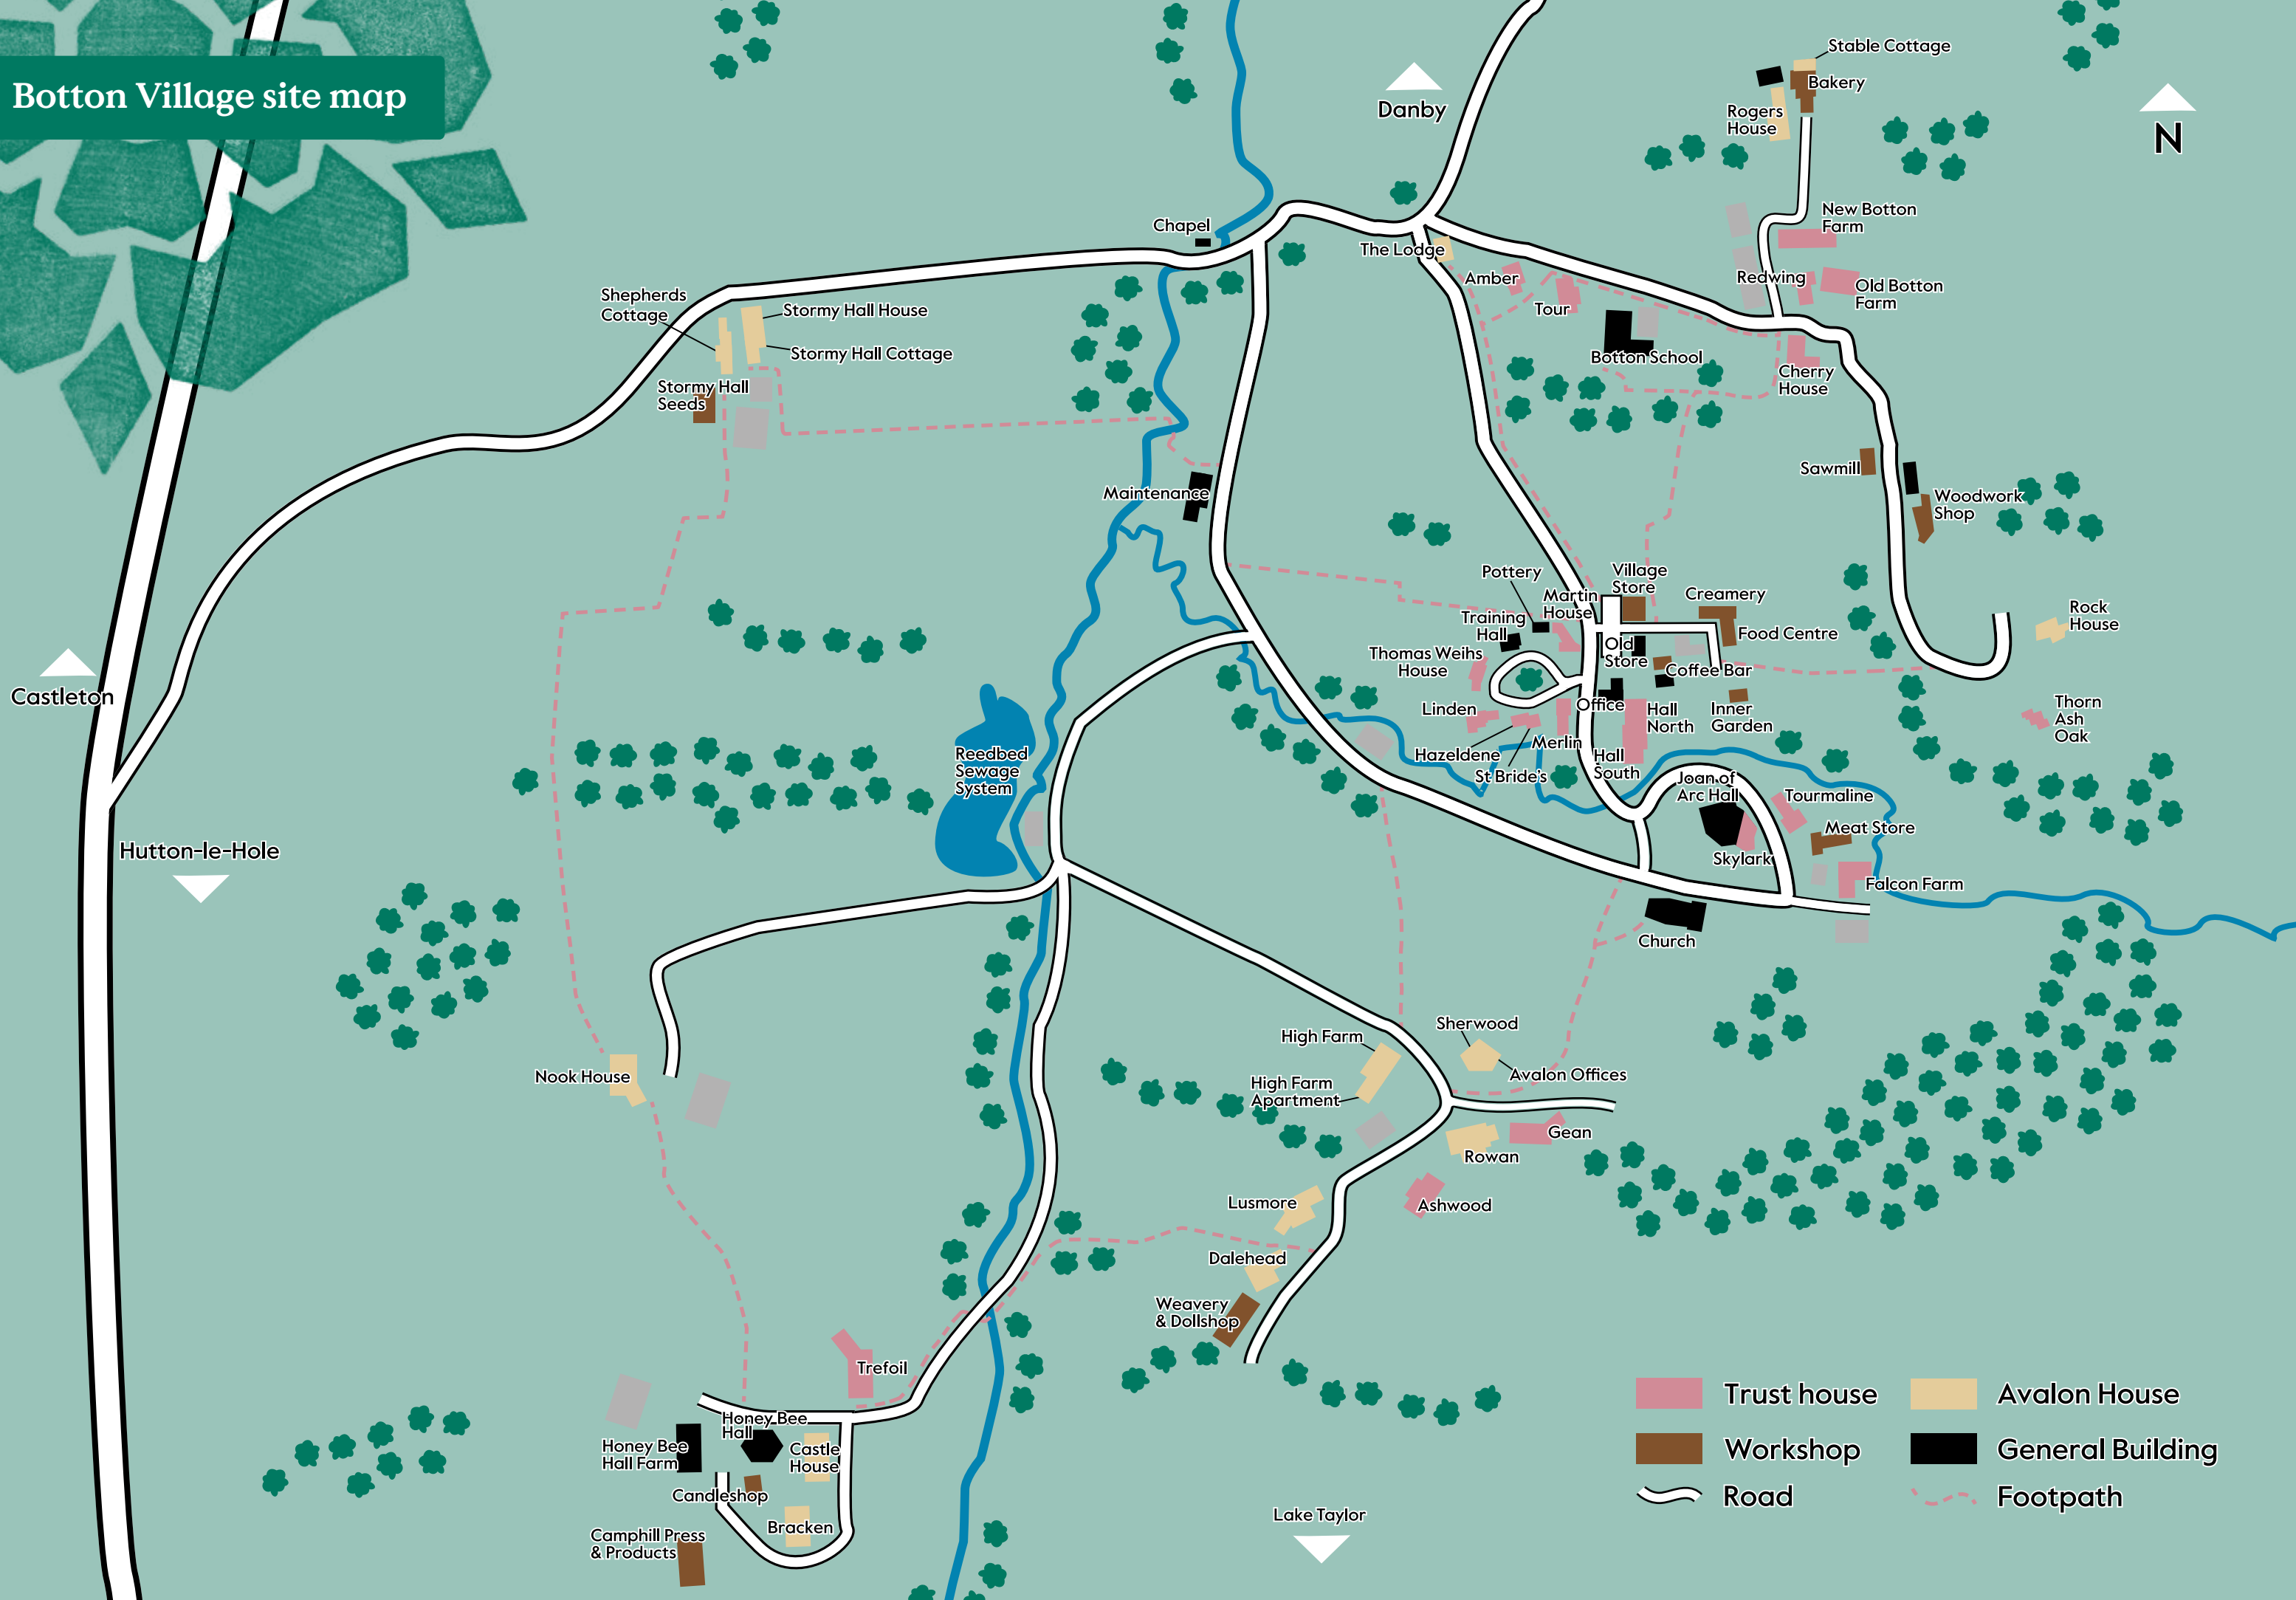 Botton Village site map
Danby
N
Stable Cottage
Bakery
Rogers
House
New Botton
Farm
Chapel
The Lodge
Amber
Tour
Redwing
Old Botton
Farm
Shepherds
Cottage
Stormy Hall House
Stormy Hall Cottage
Botton School
Cherry
House
Stormy Hall
Seeds
Sawmill
Woodwork
Shop
Maintenance
Pottery
Village
Store
Martin
House
Creamery
Training
Hall
Rock
House
Food Centre
Old
Store
Thomas Weihs
House
Coffee Bar
Castleton
Linden
Office
Hall
North
Inner
Garden
Thorn
Ash
Oak
Hazeldene
Merlin
St Bride's
Hall
South
Reedbed
Sewage
System
Joan of
Arc Hall
Tourmaline
Meat Store
Hutton-le-Hole
Skylark
Falcon Farm
Church
Sherwood
High Farm
Avalon Offices
Nook House
High Farm
Apartment
Gean
Rowan
Lusmore
Ashwood
Dalehead
Weavery
& Dollshop
Trefoil
Honey Bee
Hall
Honey Bee
Hall Farm
Castle
House
Candleshop
Bracken
Camphill Press
& Products
Lake Taylor
Trust house
Avalon House
Workshop
General Building
Road
Footpath